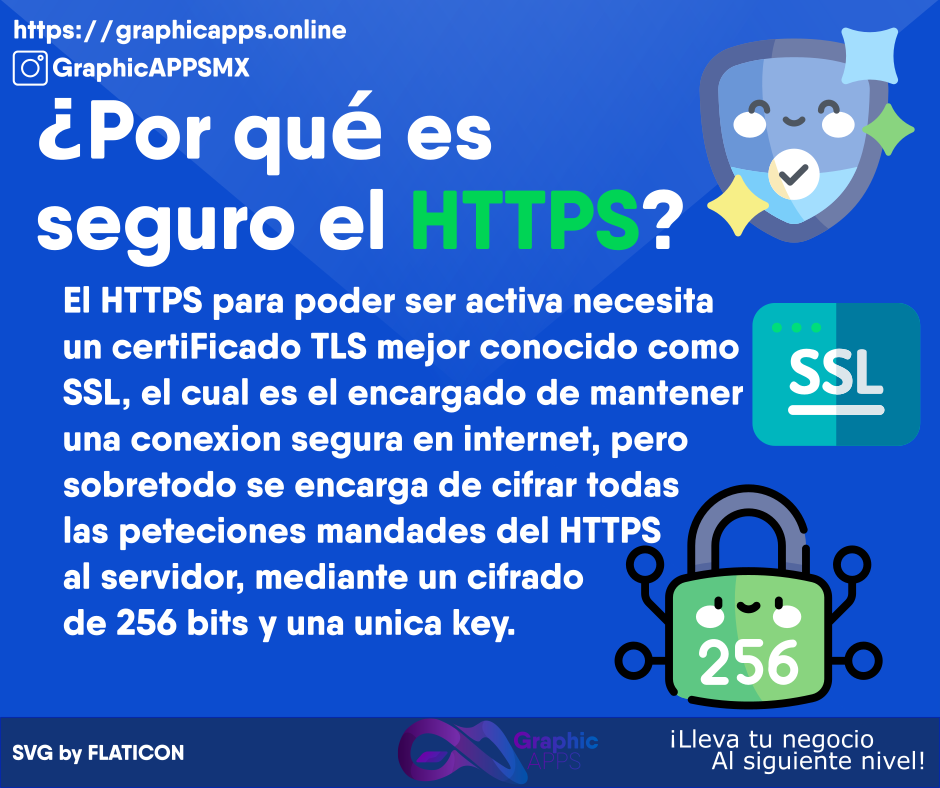 https://graphicapps.online
GraphicAPPSMX
¿Por qué es
seguro el HTTPS?
El HTTPS para poder ser activa necesita
un certiFicado TLS mejor conocido como
SSL, el cual es el encargado de mantener
una conexion segura en internet, pero
sobretodo se encarga de cifrar todas
las peteciones mandades del HTTPS
al servidor, mediante un cifrado
de 256 bits y una unica key.
SSL
256
SVG by FLATICON
Graphic
APPS
¡Lleva tu negocio
Al siguiente nivel!